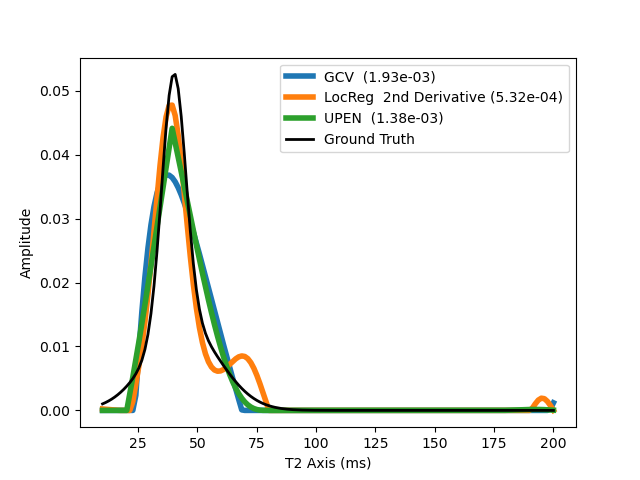 GCV  (1.93e-03)
LocReg  2nd Derivative (5.32e-04)
UPEN  (1.38e-03)
Ground Truth
0.05
0.04
0.03
0.02
0.01
0.00
Amplitude
25 50 75 100 125 150 175 200
T2 Axis (ms)